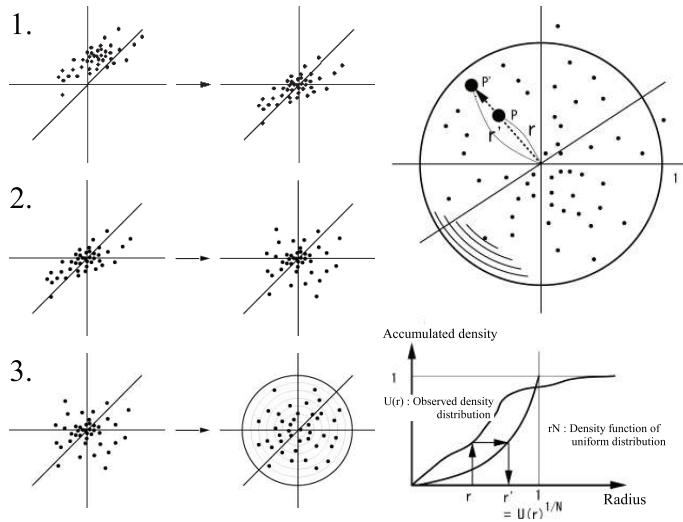 1.
2.
3.
P'
P
r'
r
1
Accumulated density
1
U(r) : Observed density
distribution
rN : Density function of
uniform distribution
r
r'
1
Radius
= U(r)^1/N